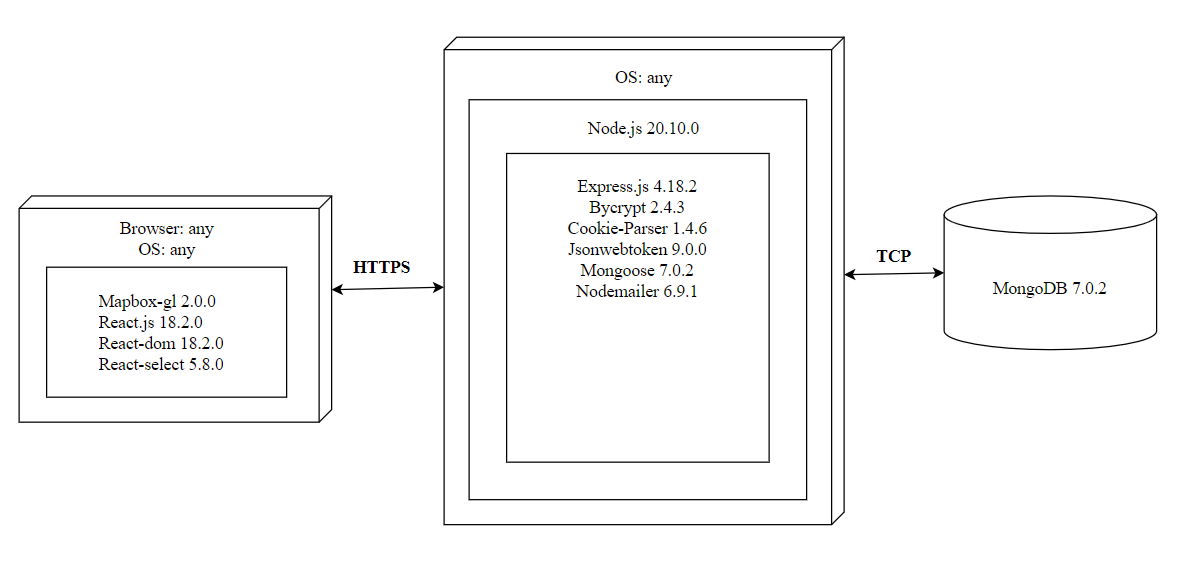 Browser: any
OS: any
Mapbox-gl 2.0.0
React.js 18.2.0
React-dom 18.2.0
React-select 5.8.0
HTTPS
OS: any
Node.js 20.10.0
Express.js 4.18.2
Bycrypt 2.4.3
Cookie-Parser 1.4.6
Jsonwebtoken 9.0.0
Mongoose 7.0.2
Nodemailer 6.9.1
TCP
MongoDB 7.0.2